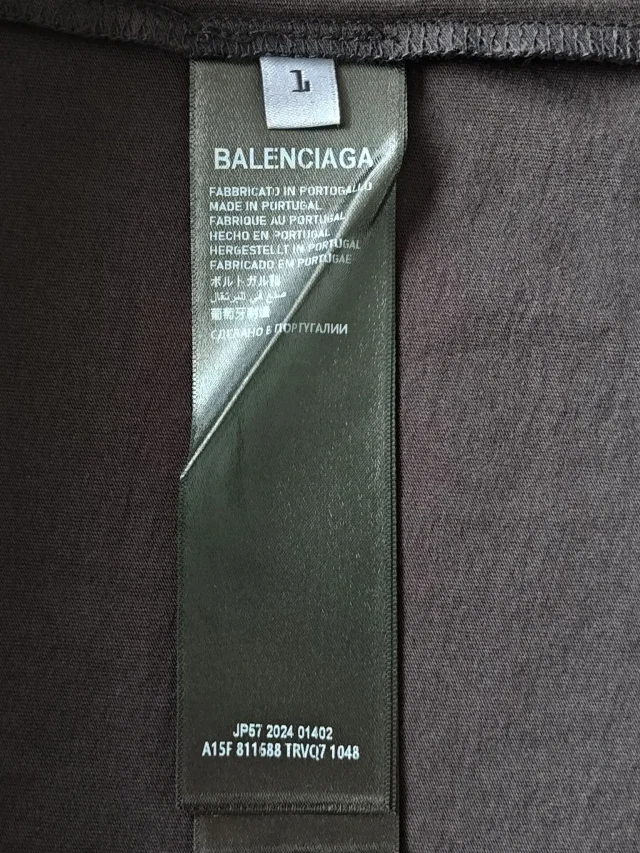 1
BALENCIAGA
FABBRICATO IN PORTOGALLO
MADE IN PORTUGAL
FABRIQUE AU PORTUGAL
HECHO EN PORTUGAL
HERGESTELLT IN PORTUGAL
FABRICADO EM PORTUGAE
ポルトガル製
صنع في البرتغال
葡萄牙制造
СДЕЛАНО В ПОРТУГАЛИИ
JP57 2024 01402
A15F 811688 TRVQ7 1048